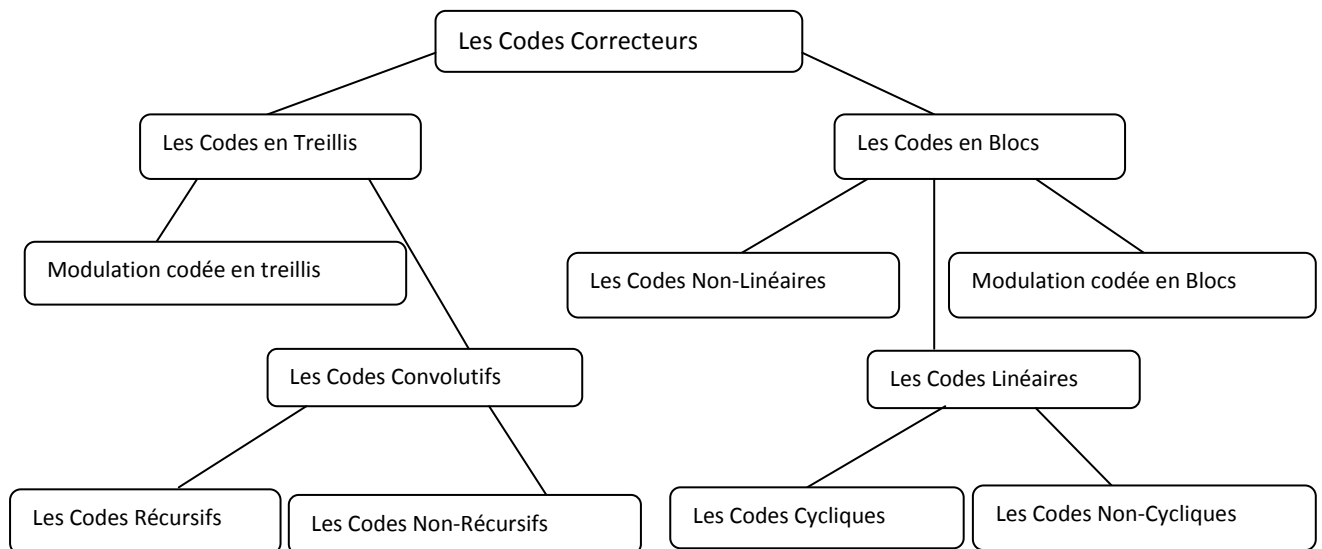 Les Codes Correcteurs
Les Codes en Treillis
Les Codes en Blocs
Modulation codée en treillis
Les Codes Non-Linéaires
Modulation codée en Blocs
Les Codes Convolutifs
Les Codes Linéaires
Les Codes Récursifs
Les Codes Non-Récursifs
Les Codes Cycliques
Les Codes Non-Cycliques